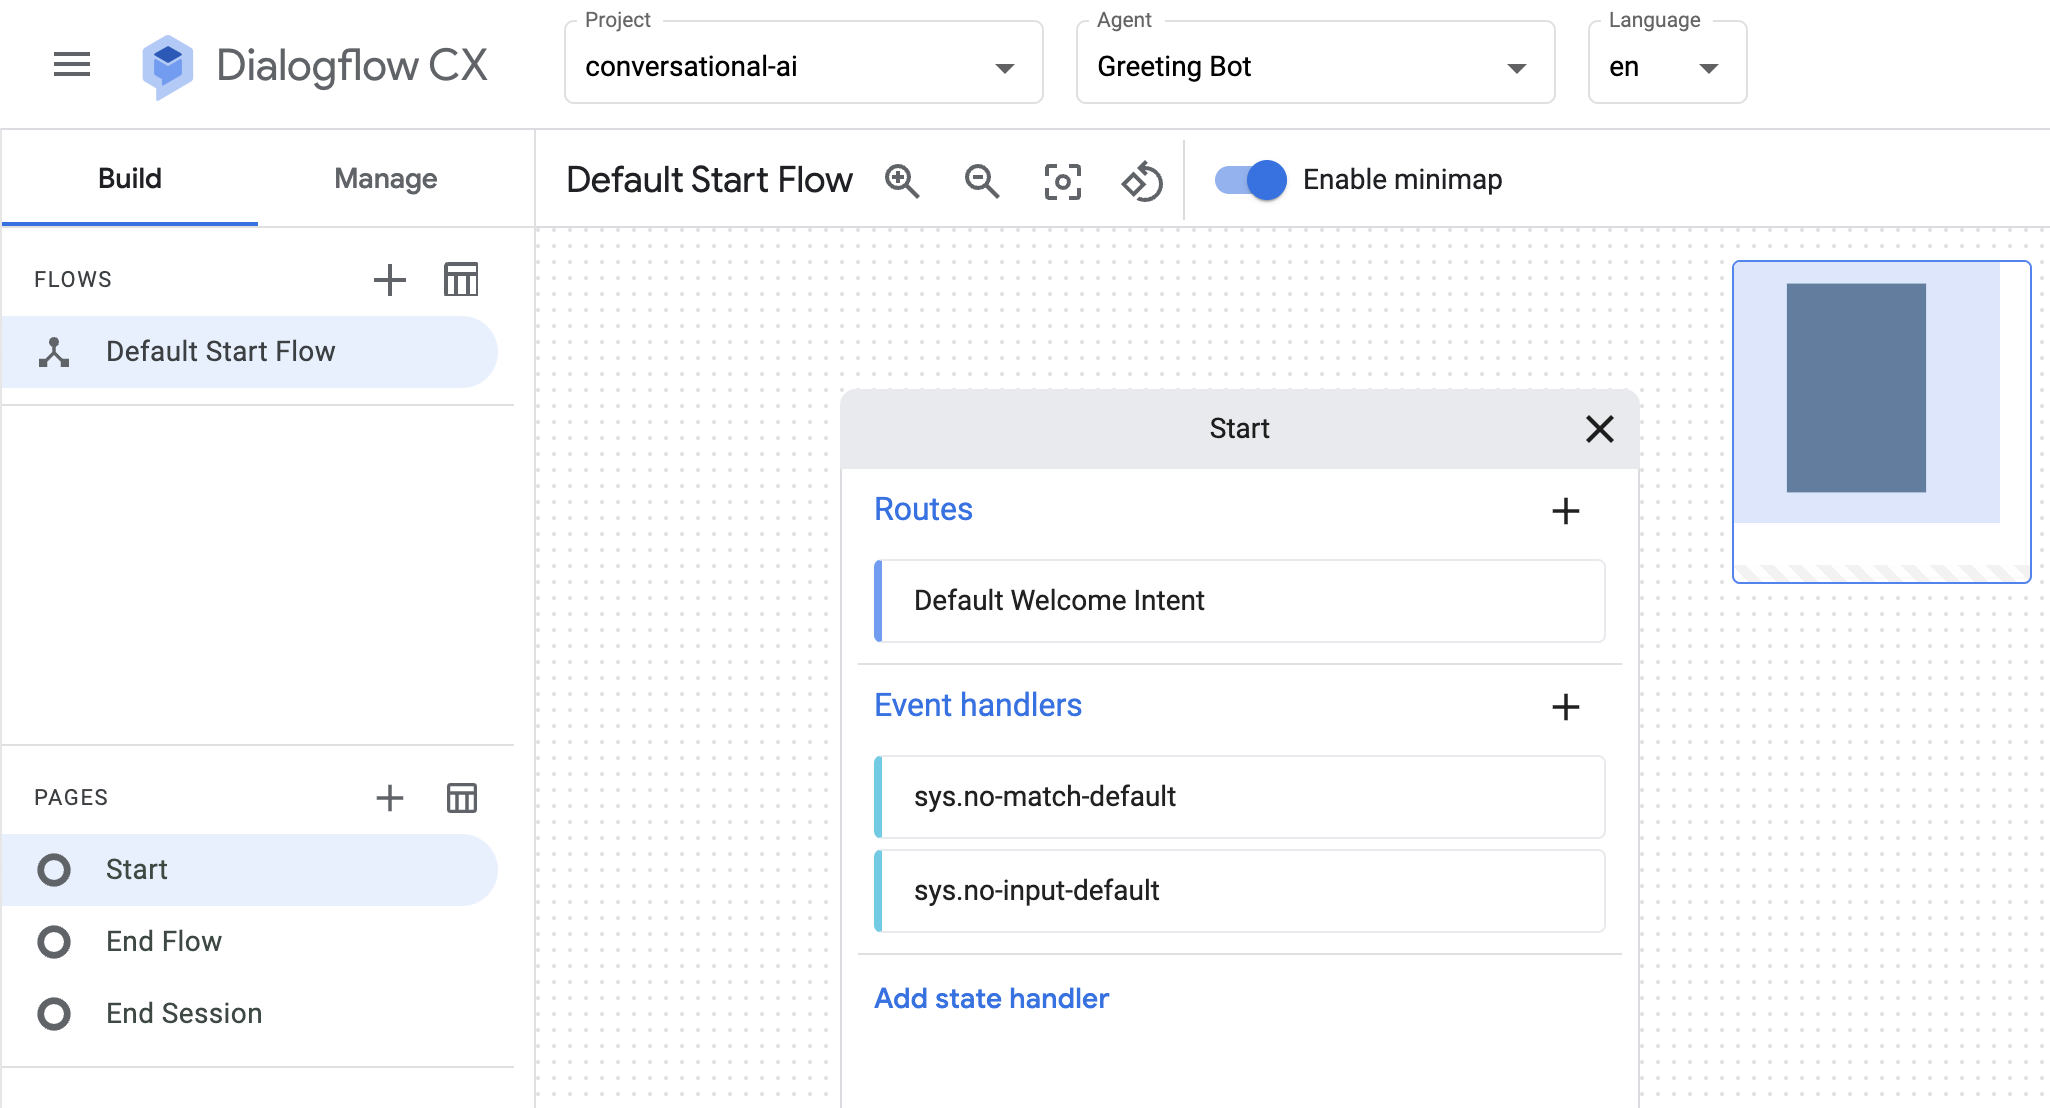 Project
Agent
Language
Dialogflow CX
conversational-ai
Greeting Bot
en
Build
Manage
Default Start Flow
Enable minimap
FLOWS
Default Start Flow
Start
Routes
Default Welcome Intent
Event handlers
sys.no-match-default
sys.no-input-default
Add state handler
PAGES
Start
End Flow
End Session